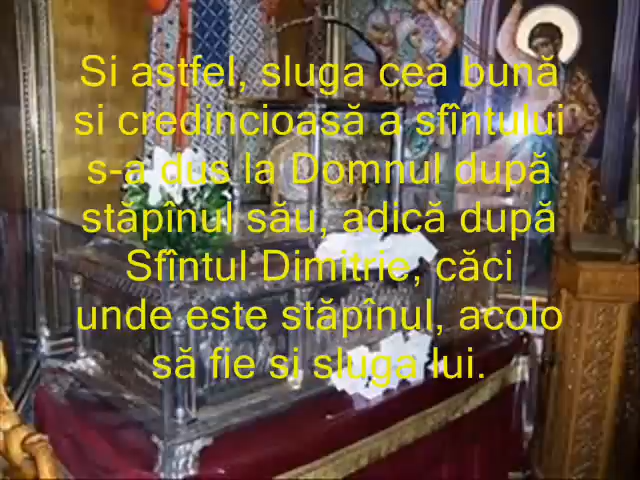 Si astfel, sluga cea bună
si credincioasă a sfîntului
s-a dus la Domnul după
stăpînul său, adică după
Sfîntul Dimitrie, căci
unde este stăpînul, acolo
să fie si sluga lui.